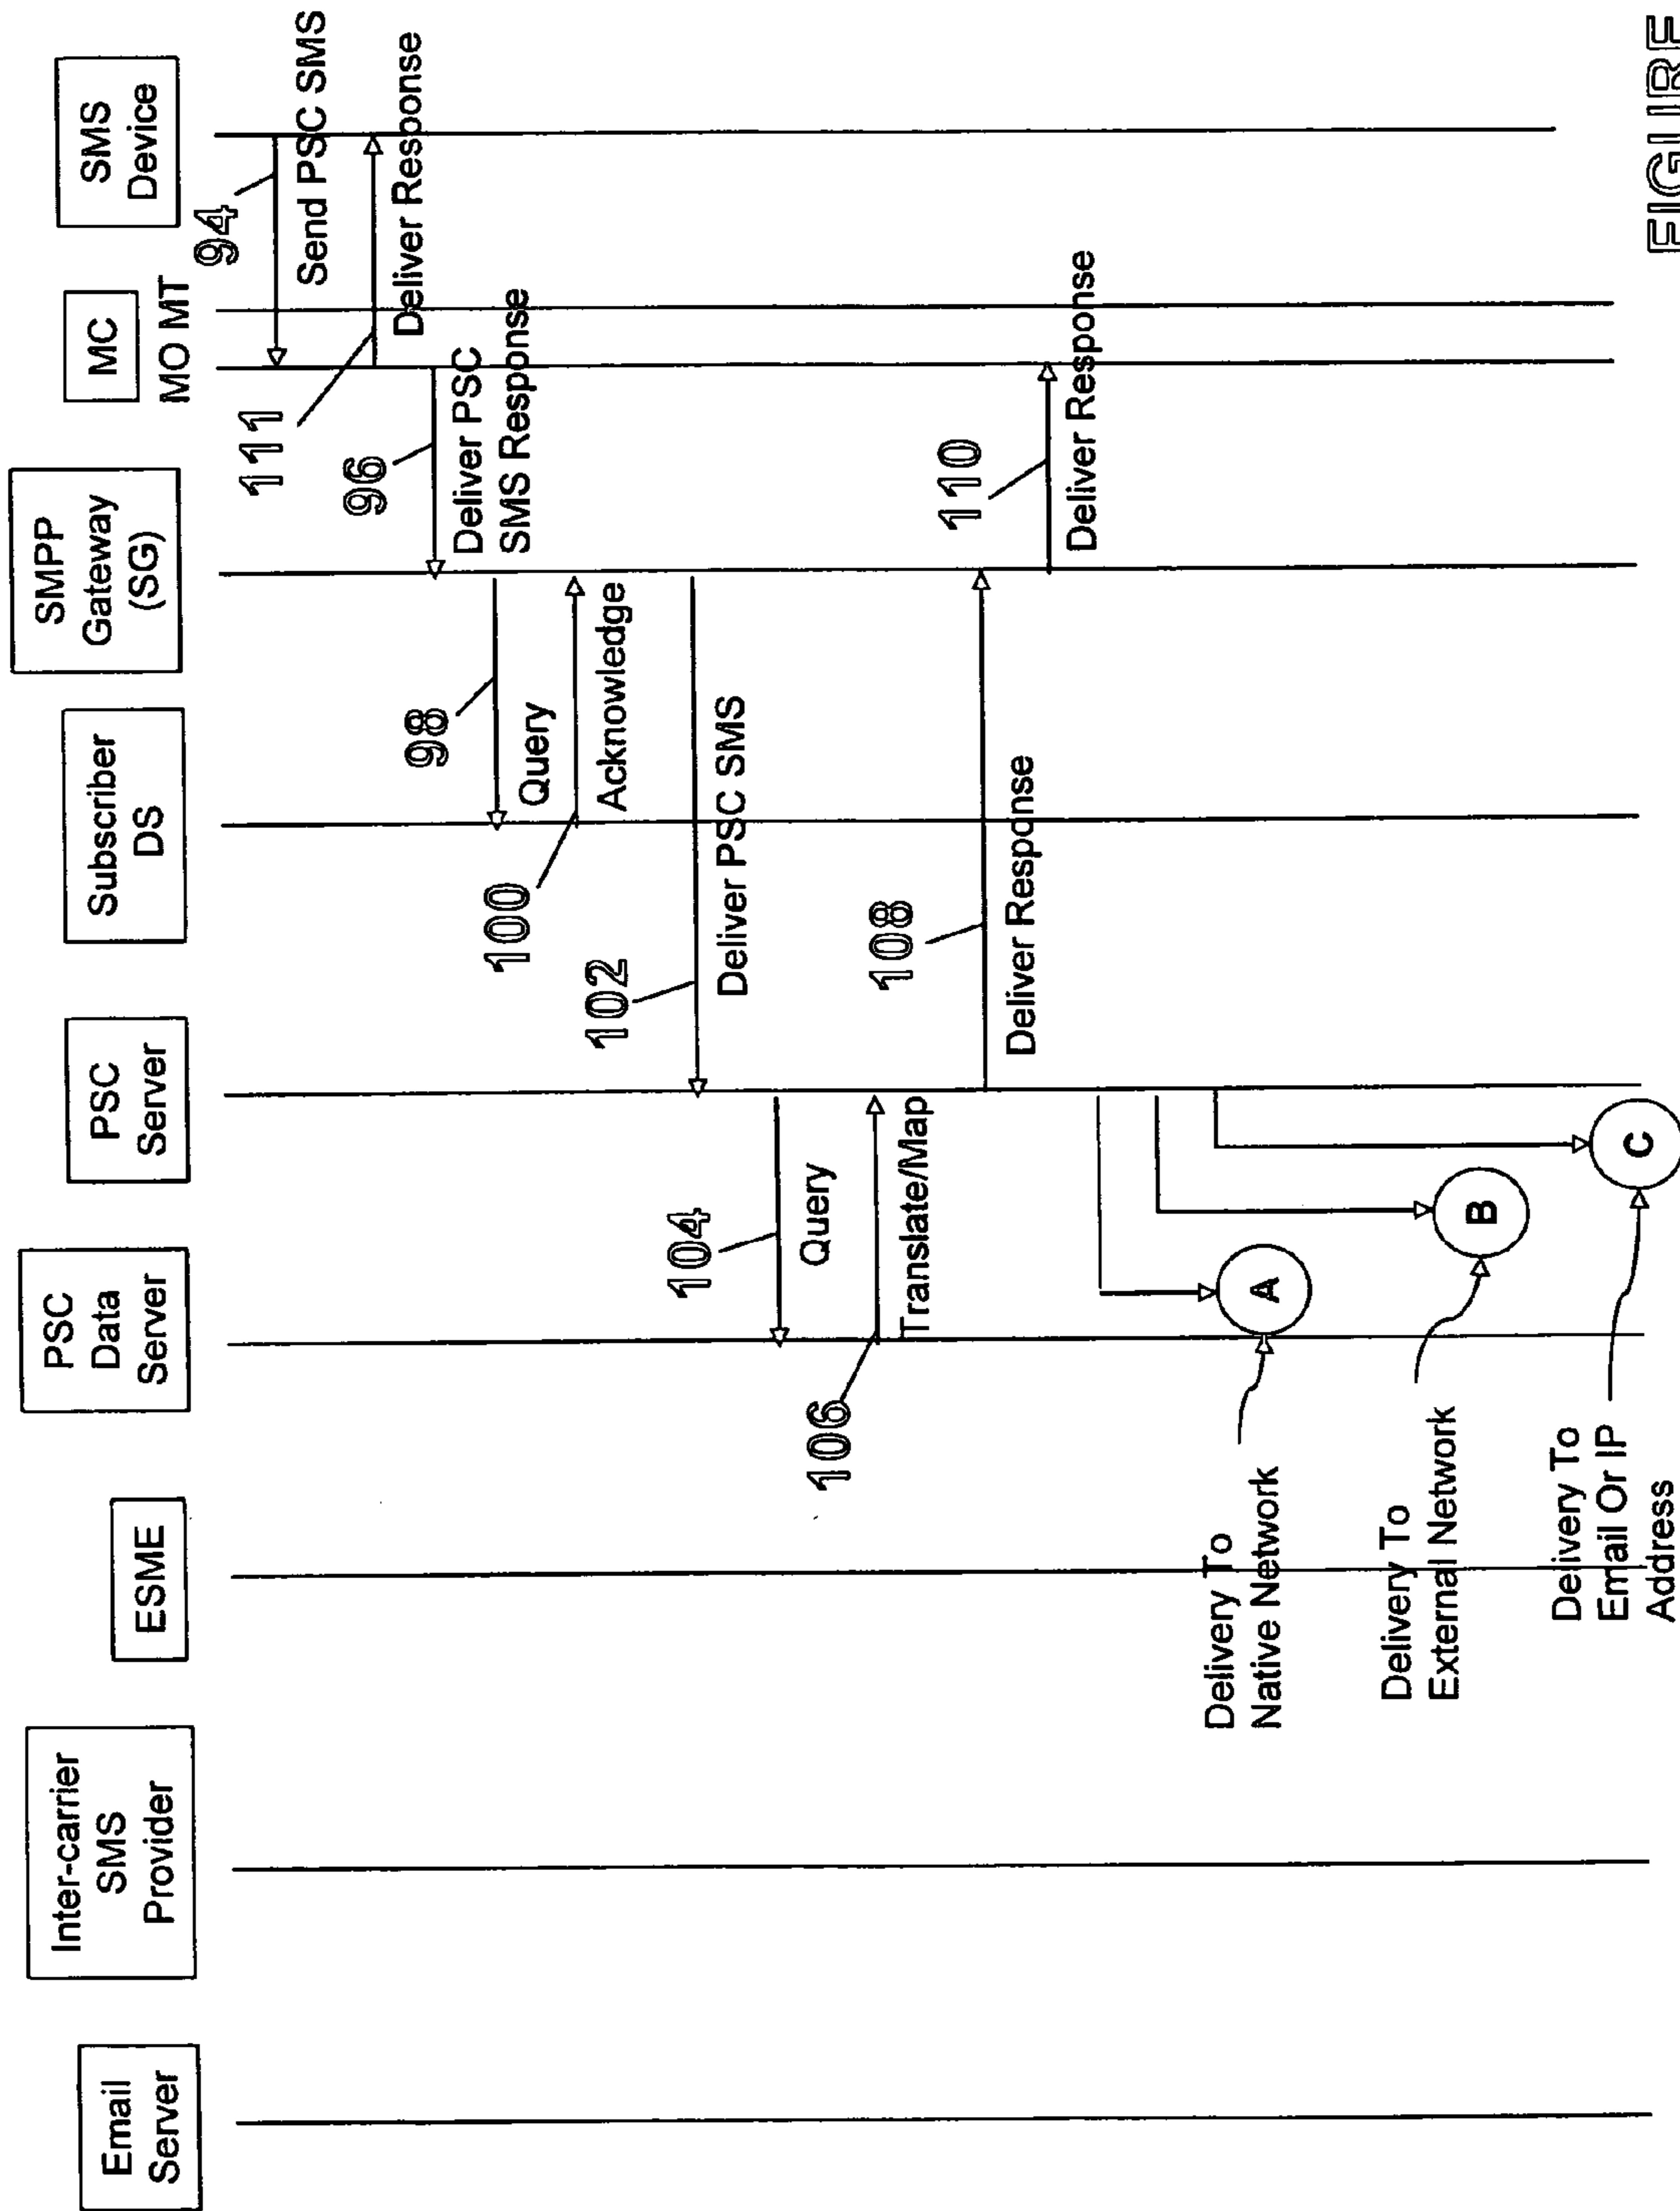 Email
Server
Inter-carrier
SMS
Provider
ESME
PSC
Data
Server
PSC
Server
Subscriber
DS
SMPP
Gateway
(SG)
MC
MO MT
SMS
Device
94
Send PSC SMS
111
Deliver Response
96
Deliver PSC
SMS Response
98
Query
100
Acknowledge
102
Deliver PSC SMS
104
Query
106
Translate/Map
108
Deliver Response
110
Deliver Response
A
B
C
Delivery To
Native Network
Delivery To
External Network
Delivery To
Email Or IP
Address
FIGURE